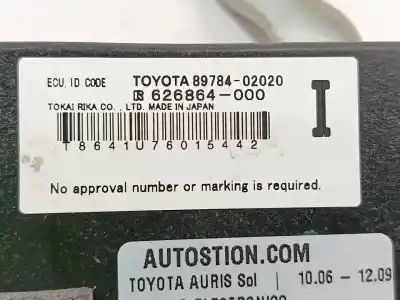 ECU, ID CODE TOYOTA 89784-02020
626864-000
TOKAI RIKA CO., LTD. MADE IN JAPAN
I
T8641U76015442
No approval number or marking is required.
AUTOSTION.COM
TOYOTA AURIS Sol 10.06 - 12.09